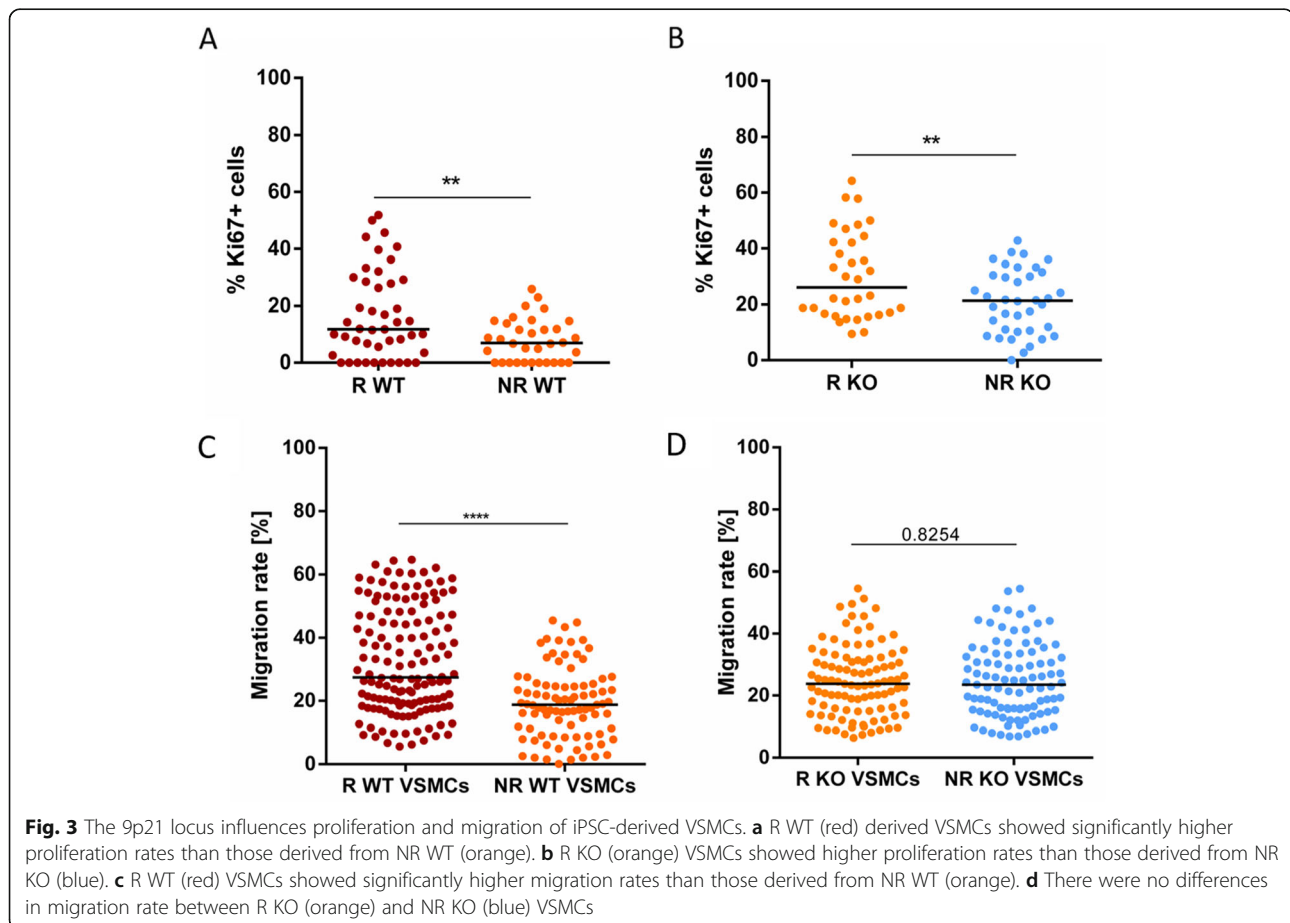 A
B
100
80
60
40
20
0
% Ki67+ cells
**
R WT
NR WT
100
80
60
40
20
0
% Ki67+ cells
**
R KO
NR KO
C
D
100
80
60
40
20
0
Migration rate [%]
****
R WT VSMCs
NR WT VSMCs
100
80
60
40
20
0
Migration rate [%]
0.8254
R KO VSMCs
NR KO VSMCs
Fig. 3 The 9p21 locus influences proliferation and migration of iPSC-derived VSMCs. a R WT (red) derived VSMCs showed significantly higher
proliferation rates than those derived from NR WT (orange). b R KO (orange) VSMCs showed higher proliferation rates than those derived from NR
KO (blue). c R WT (red) VSMCs showed significantly higher migration rates than those derived from NR WT (orange). d There were no differences
in migration rate between R KO (orange) and NR KO (blue) VSMCs